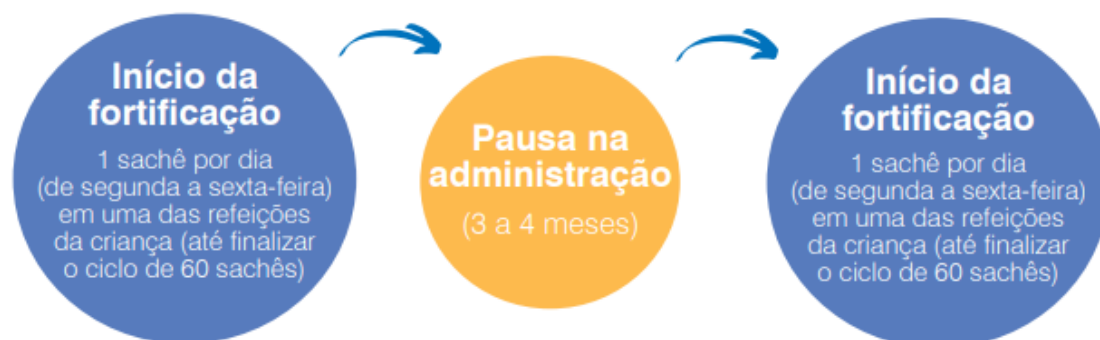 Início da
fortificação
1 sachê por dia
(de segunda a sexta-feira)
em uma das refeições
da criança (até finalizar
o ciclo de 60 sachês)
Pausa na
administração
(3 a 4 meses)
Início da
fortificação
1 sachê por dia
(de segunda a sexta-feira)
em uma das refeições
da criança (até finalizar
o ciclo de 60 sachês)